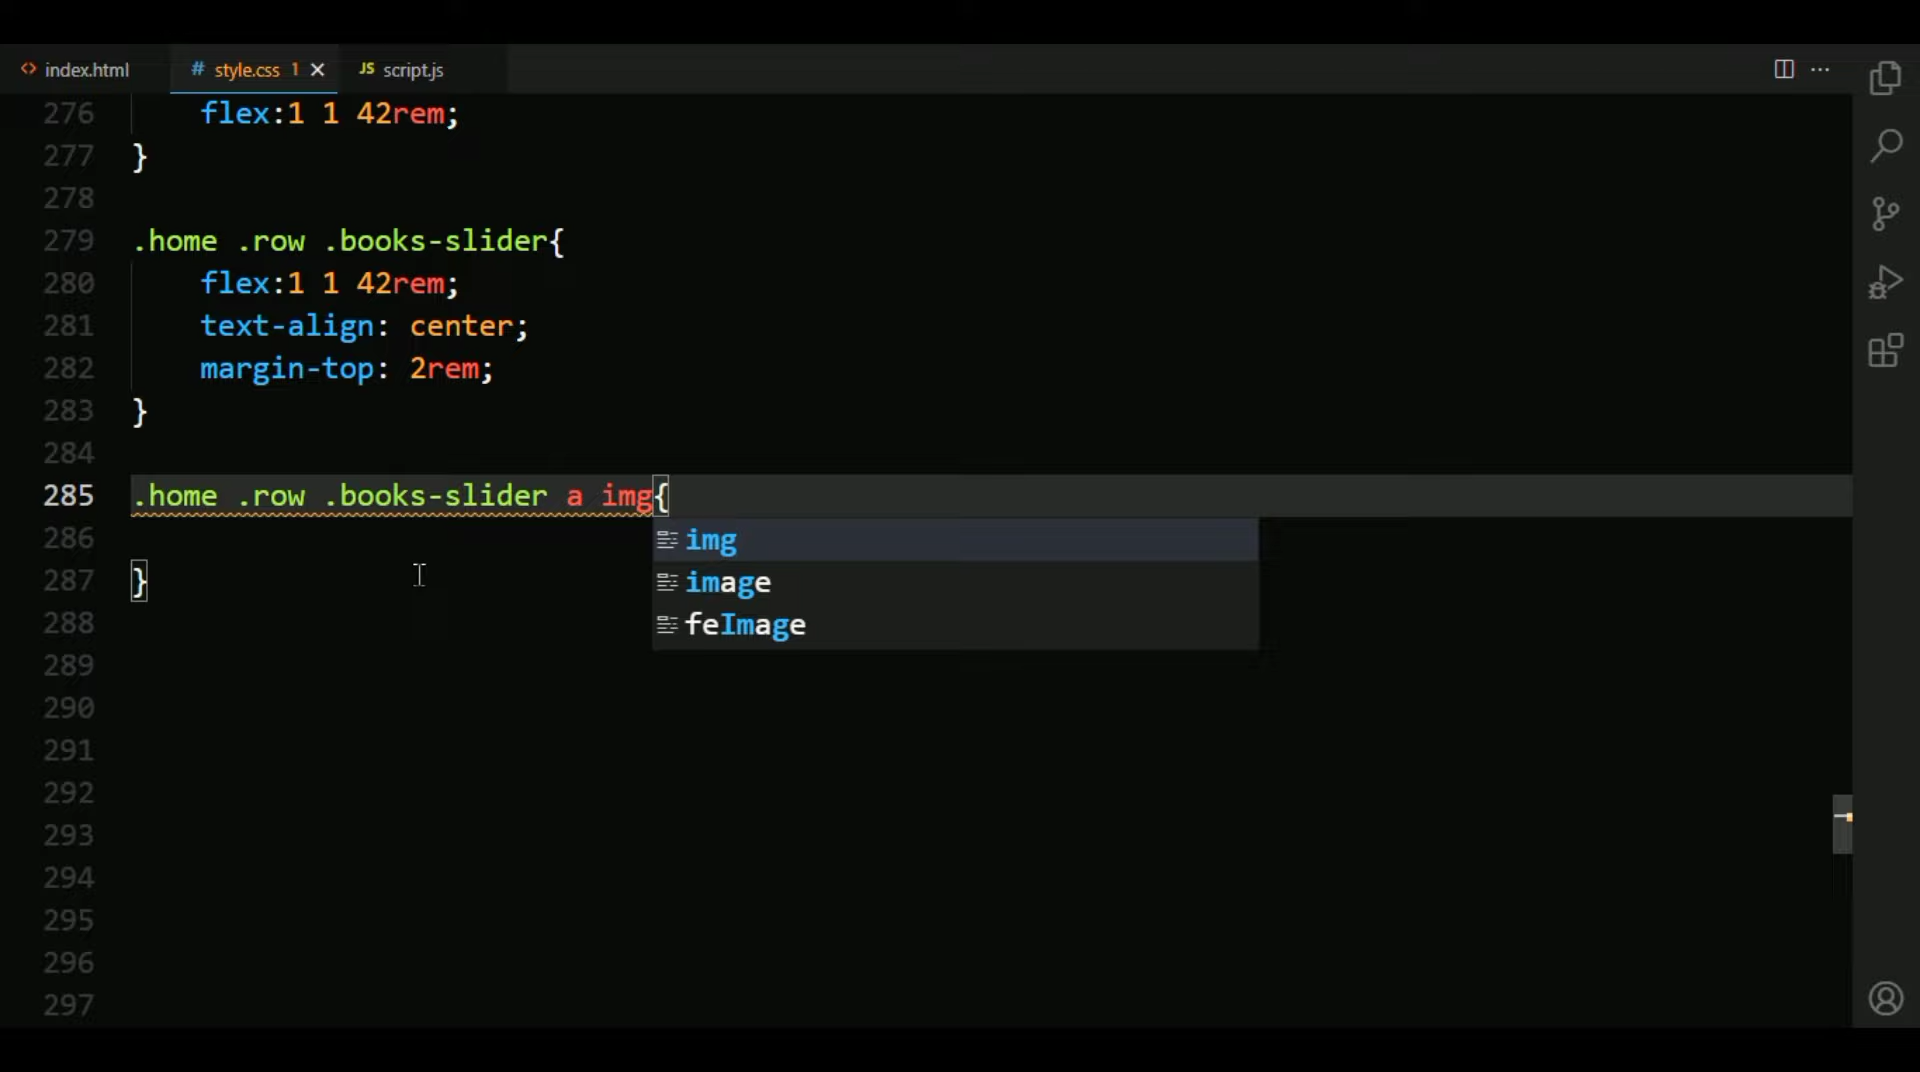 index.html
style.css 1
JS script.js
276 flex:1 1 42rem;
277 }
278
279 .home .row .books-slider{
280 flex:1 1 42rem;
281 text-align: center;
282 margin-top: 2rem;
283 }
284
285 .home .row .books-slider a img{
286
img
287 }
image
288
feImage
289
290
291
292
293
294
295
296
297